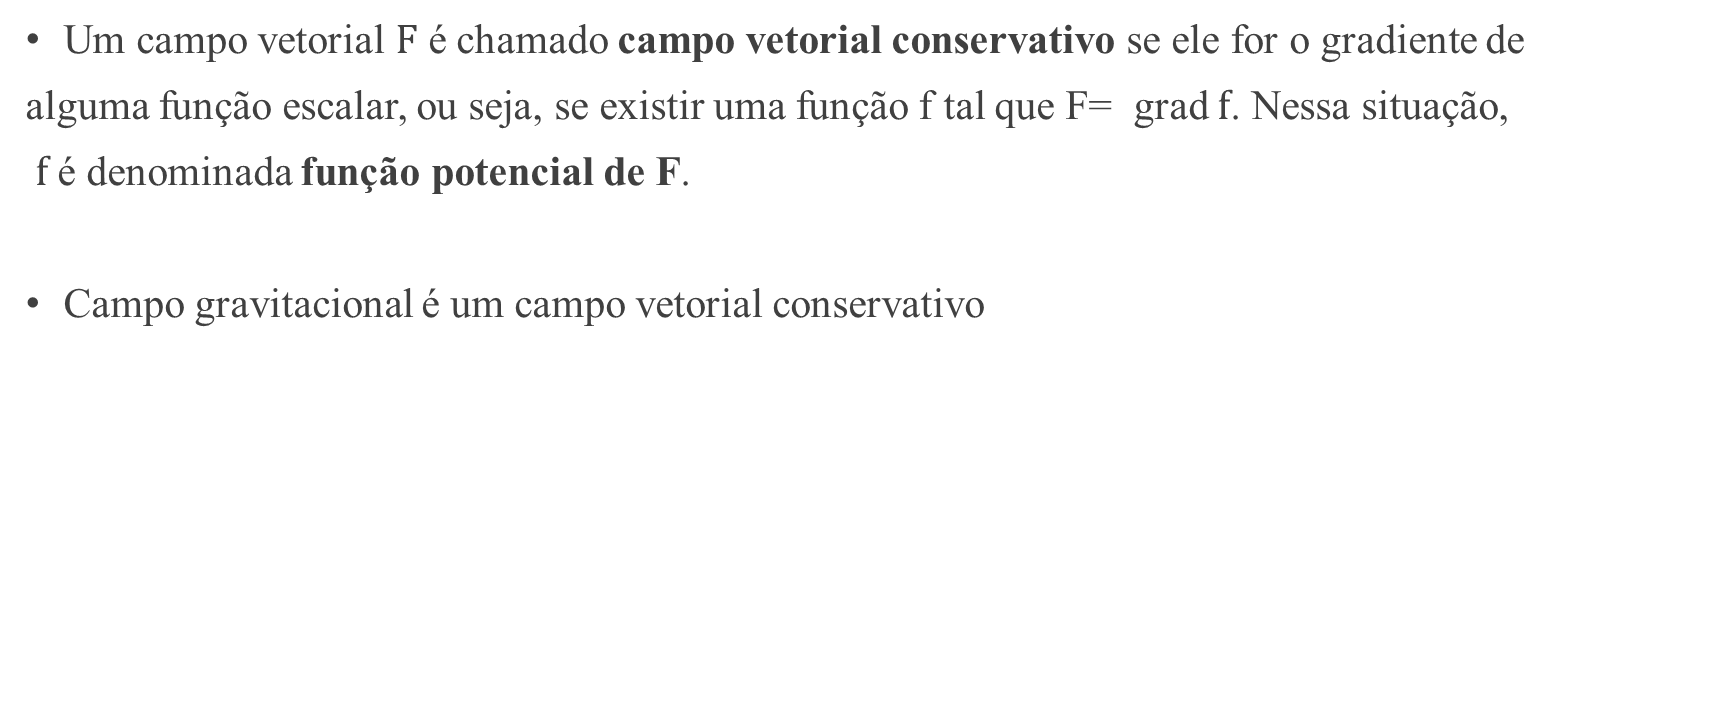 • Um campo vetorial F é chamado campo vetorial conservativo se ele for o gradiente de
alguma função escalar, ou seja, se existir uma função f tal que F= grad f. Nessa situação,
f é denominada função potencial de F.
• Campo gravitacional é um campo vetorial conservativo